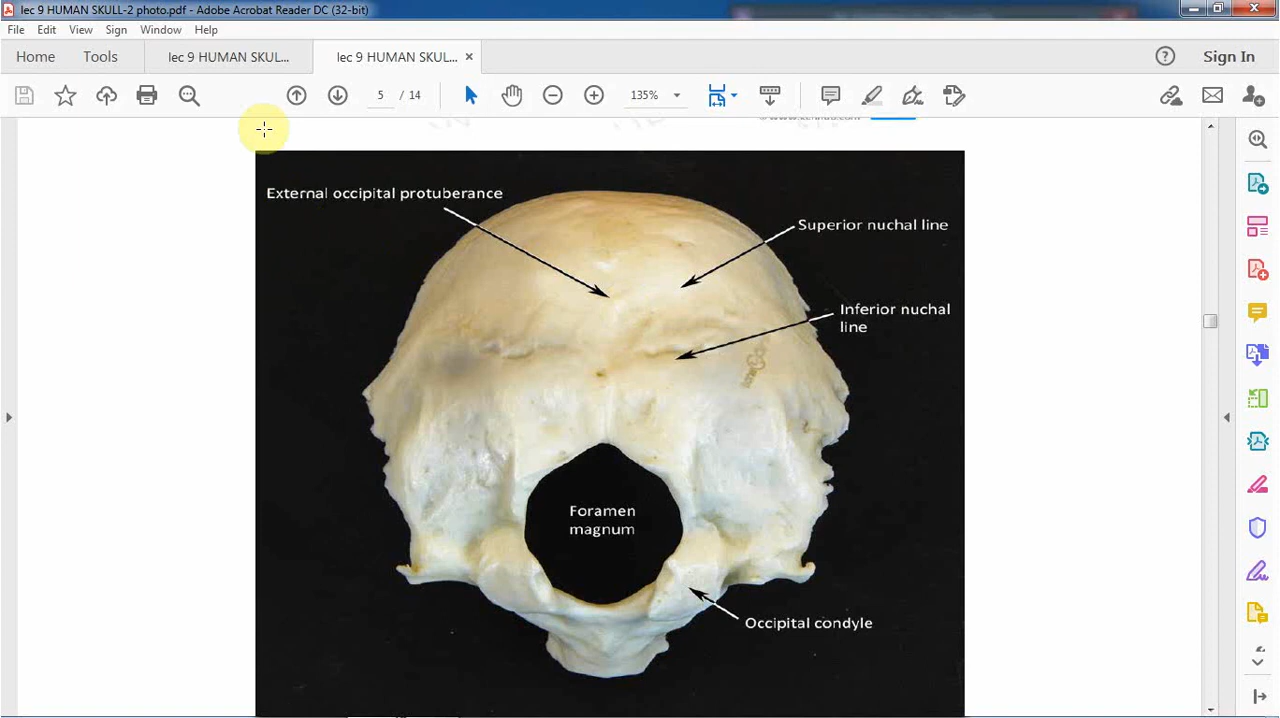 lec 9 HUMAN SKULL-2 photo.pdf - Adobe Acrobat Reader DC (32-bit)
File Edit View Sign Window Help
Home Tools lec 9 HUMAN SKUL... lec 9 HUMAN SKUL... ×
Sign In
5 / 14 135%
External occipital protuberance
Superior nuchal line
Inferior nuchal
line
Foramen
magnum
Occipital condyle